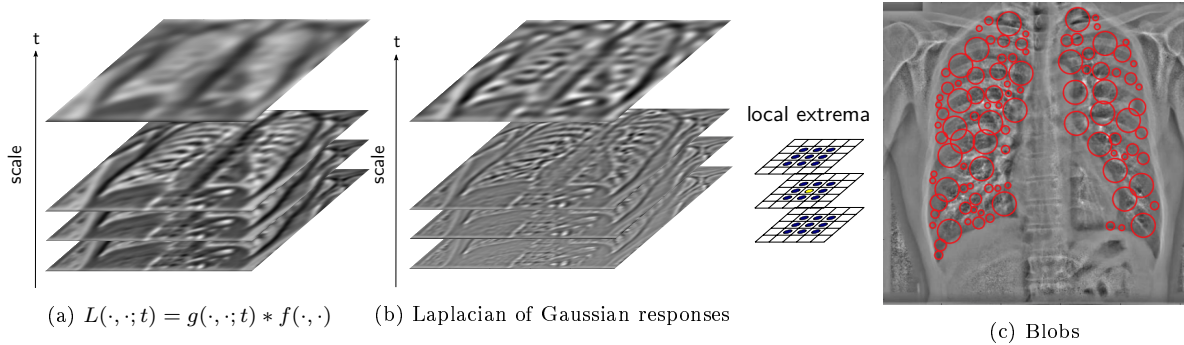 t
scale
(a) L(·, ·; t) = g(·, ·; t) ∗ f(·, ·)
t
scale
(b) Laplacian of Gaussian responses
local extrema
(c) Blobs